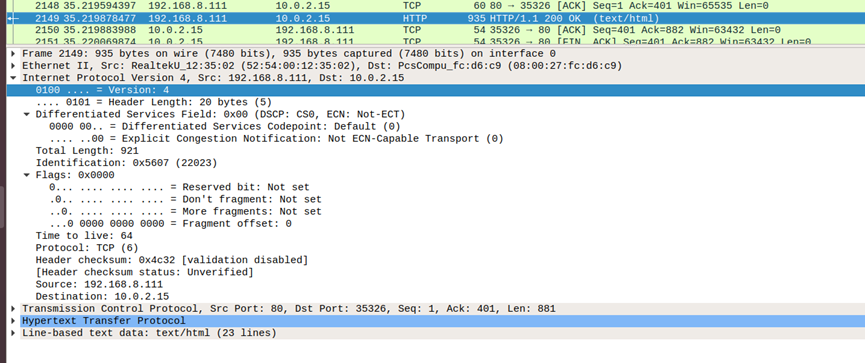 2148 35.219594397 192.168.8.111 10.0.2.15 TCP 60 80 → 35326 [ACK] Seq=1 Ack=401 Win=65535 Len=0
2149 35.219878477 192.168.8.111 10.0.2.15 HTTP 935 HTTP/1.1 200 OK (text/html)
2150 35.219883988 10.0.2.15 192.168.8.111 TCP 54 35326 → 80 [ACK] Seq=401 Ack=882 Win=63432 Len=0
2151 35.220069874 10.0.2.15 192.168.8.111 TCP 54 35326 → 80 [FIN, ACK] Seq=401 Ack=882 Win=63432 Len=0
Frame 2149: 935 bytes on wire (7480 bits), 935 bytes captured (7480 bits) on interface 0
Ethernet II, Src: RealtekU_12:35:02 (52:54:00:12:35:02), Dst: PcsCompu_fc:d6:c9 (08:00:27:fc:d6:c9)
Internet Protocol Version 4, Src: 192.168.8.111, Dst: 10.0.2.15
0100 .... = Version: 4
.... 0101 = Header Length: 20 bytes (5)
Differentiated Services Field: 0x00 (DSCP: CS0, ECN: Not-ECT)
0000 00.. = Differentiated Services Codepoint: Default (0)
.... ..00 = Explicit Congestion Notification: Not ECN-Capable Transport (0)
Total Length: 921
Identification: 0x5607 (22023)
Flags: 0x0000
0... .... .... .... = Reserved bit: Not set
.0.. .... .... .... = Don't fragment: Not set
..0. .... .... .... = More fragments: Not set
...0 0000 0000 0000 = Fragment offset: 0
Time to live: 64
Protocol: TCP (6)
Header checksum: 0x4c32 [validation disabled]
[Header checksum status: Unverified]
Source: 192.168.8.111
Destination: 10.0.2.15
Transmission Control Protocol, Src Port: 80, Dst Port: 35326, Seq: 1, Ack: 401, Len: 881
Hypertext Transfer Protocol
Line-based text data: text/html (23 lines)